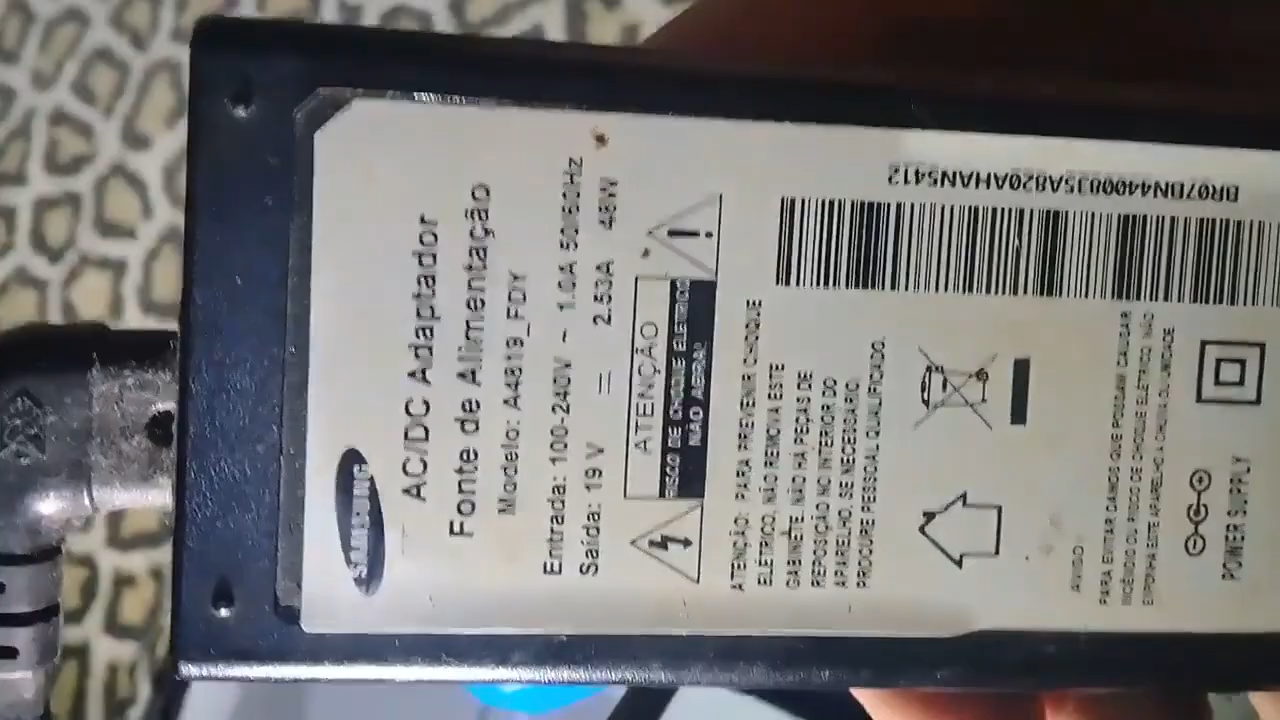 SAMSUNG
AC/DC Adaptador
Fonte de Alimentação
Modelo: A4819_FDY
Entrada: 100-240V ~ 1.0A 50/60Hz
Saída: 19V 2.53A 48W
ATENÇÃO
RISCO DE CHOQUE ELÉTRICO
NÃO ABRA!
ATENÇÃO: PARA PREVENIR CHOQUE
ELÉTRICO, NÃO REMOVA ESTE
GABINETE. NÃO HÁ PEÇAS DE
REPOSIÇÃO NO INTERIOR DO
APARELHO, SE NECESSÁRIO,
PROCURE PESSOAL QUALIFICADO.
BR07BN4400835A820AHAN5412
AVISO
PARA EVITAR DANOS QUE POSSAM CAUSAR
INCÊNDIO OU RISCO DE CHOQUE ELÉTRICO, NÃO
EXPONHA ESTE APARELHO À CHUVA OU UMIDADE.
POWER SUPPLY